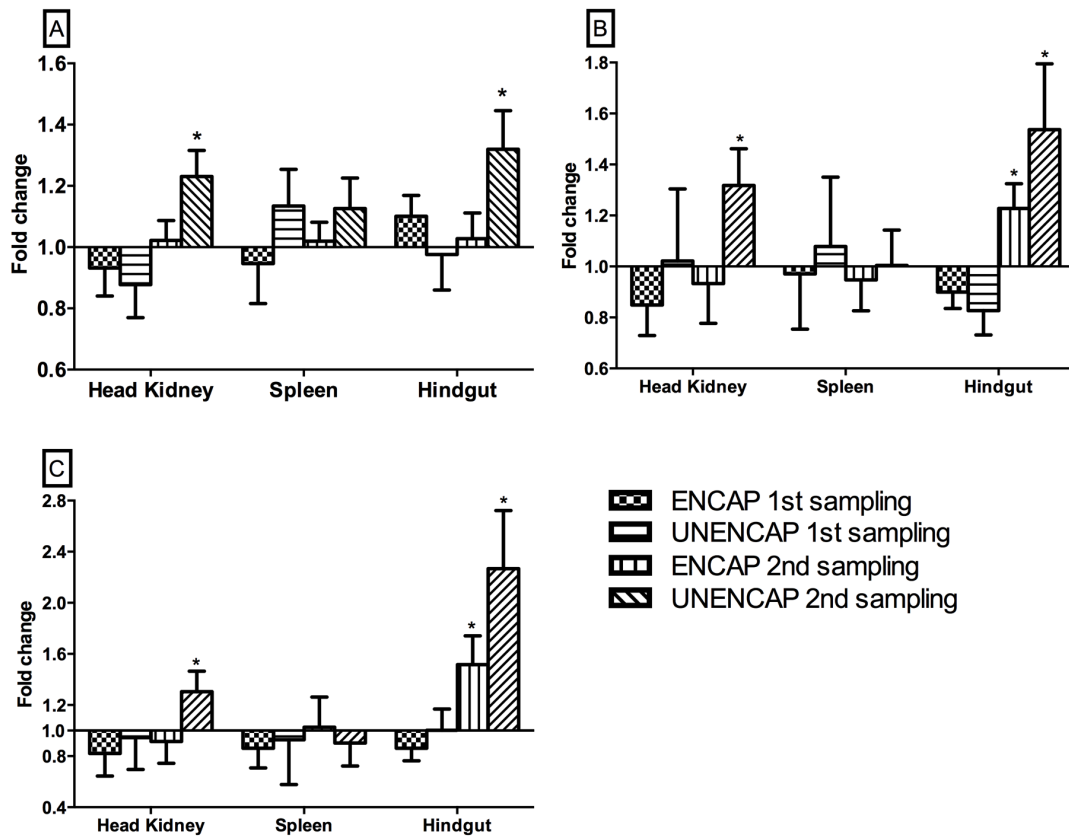 A
Fold change
1.6
1.4
1.2
1.0
0.8
0.6
* *
Head Kidney Spleen Hindgut
B
Fold change
1.8
1.6
1.4
1.2
1.0
0.8
0.6
* * *
Head Kidney Spleen Hindgut
C
Fold change
2.8
2.4
2.0
1.6
1.2
1.0
0.8
0.4
* * *
Head Kidney Spleen Hindgut
ENCAP 1st sampling
UNENCAP 1st sampling
ENCAP 2nd sampling
UNENCAP 2nd sampling